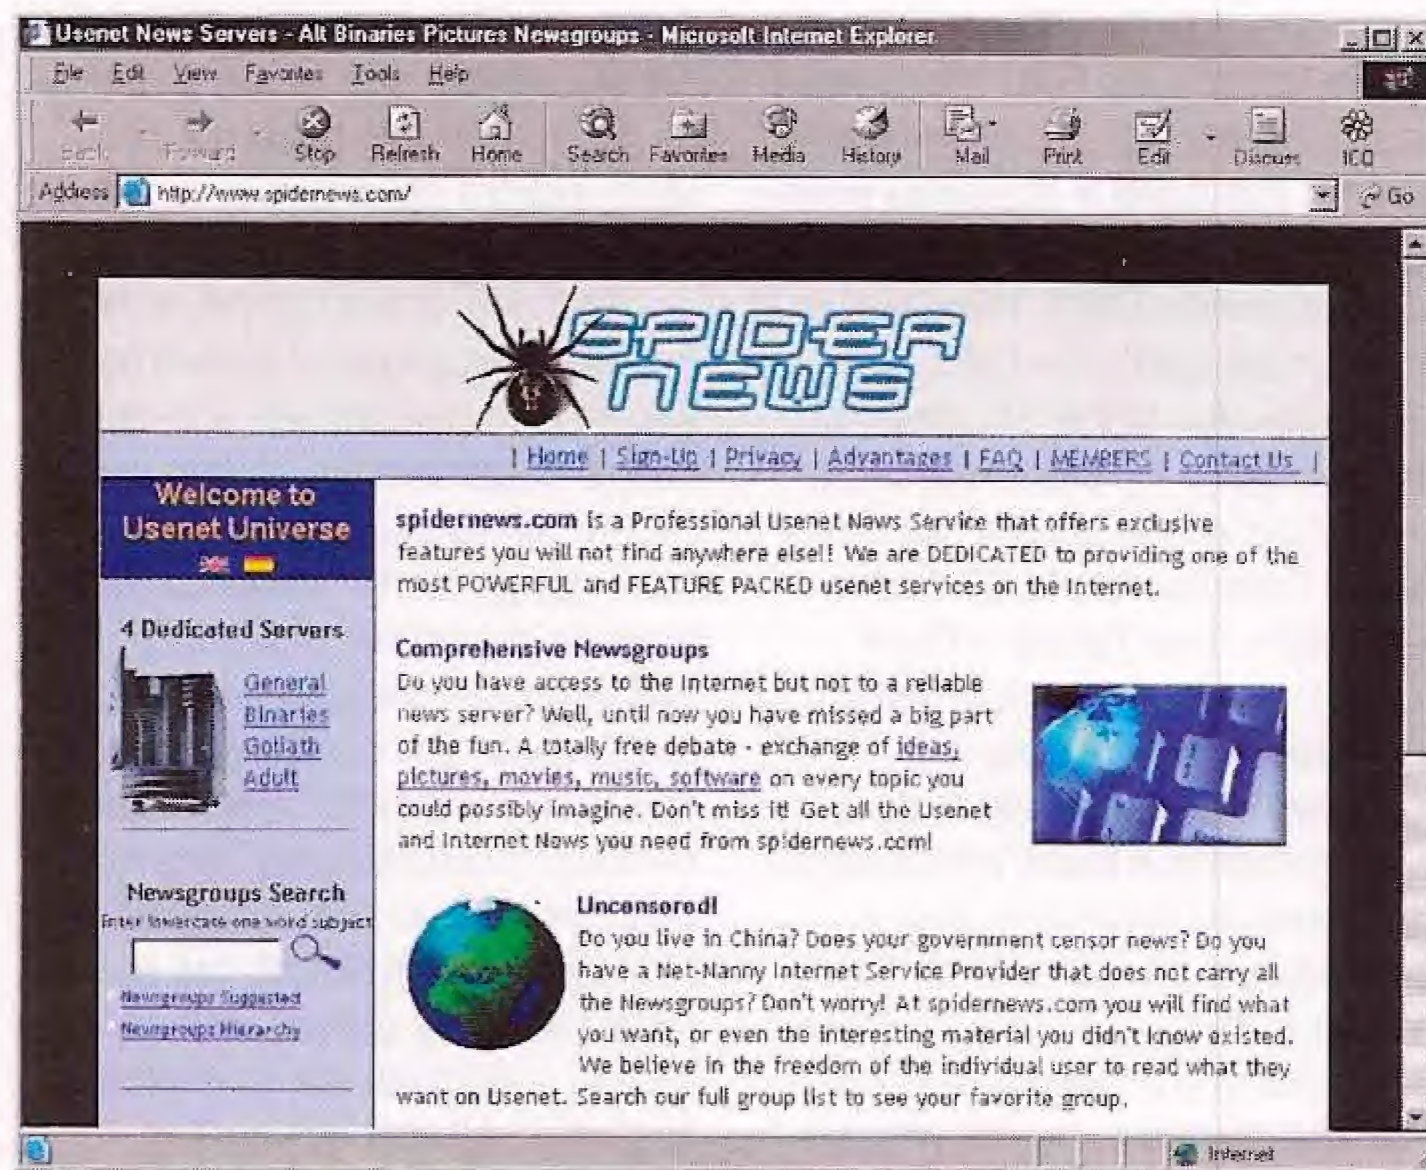 Usenet News Servers - Alt Binaries Pictures Newsgroups - Microsoft Internet Explorer
File Edit View Favorites Tools Help
Back Forward Stop Refresh Home Search Favorites Media History Mail Print Edit Discuss ICQ
Address http://www.spidernews.com/ Go
SPIDER
NEWS
| Home | Sign-Up | Privacy | Advantages | FAQ | MEMBERS | Contact Us |
Welcome to
Usenet Universe
4 Dedicated Servers
General
Binaries
Goliath
Adult
Newsgroups Search
Enter lowercase one word subject
Newsgroups Suggested
Newsgroups Hierarchy
spidernews.com is a Professional Usenet News Service that offers exclusive
features you will not find anywhere else!! We are DEDICATED to providing one of the
most POWERFUL and FEATURE PACKED usenet services on the Internet.
Comprehensive Newsgroups
Do you have access to the Internet but not to a reliable
news server? Well, until now you have missed a big part
of the fun. A totally free debate - exchange of ideas,
pictures, movies, music, software on every topic you
could possibly imagine. Don't miss it! Get all the Usenet
and Internet News you need from spidernews.com!
Uncensored!
Do you live in China? Does your government censor news? Do you
have a Net-Nanny Internet Service Provider that does not carry all
the Newsgroups? Don't worry! At spidernews.com you will find what
you want, or even the interesting material you didn't know existed.
We believe in the freedom of the individual user to read what they
want on Usenet. Search our full group list to see your favorite group.
Internet